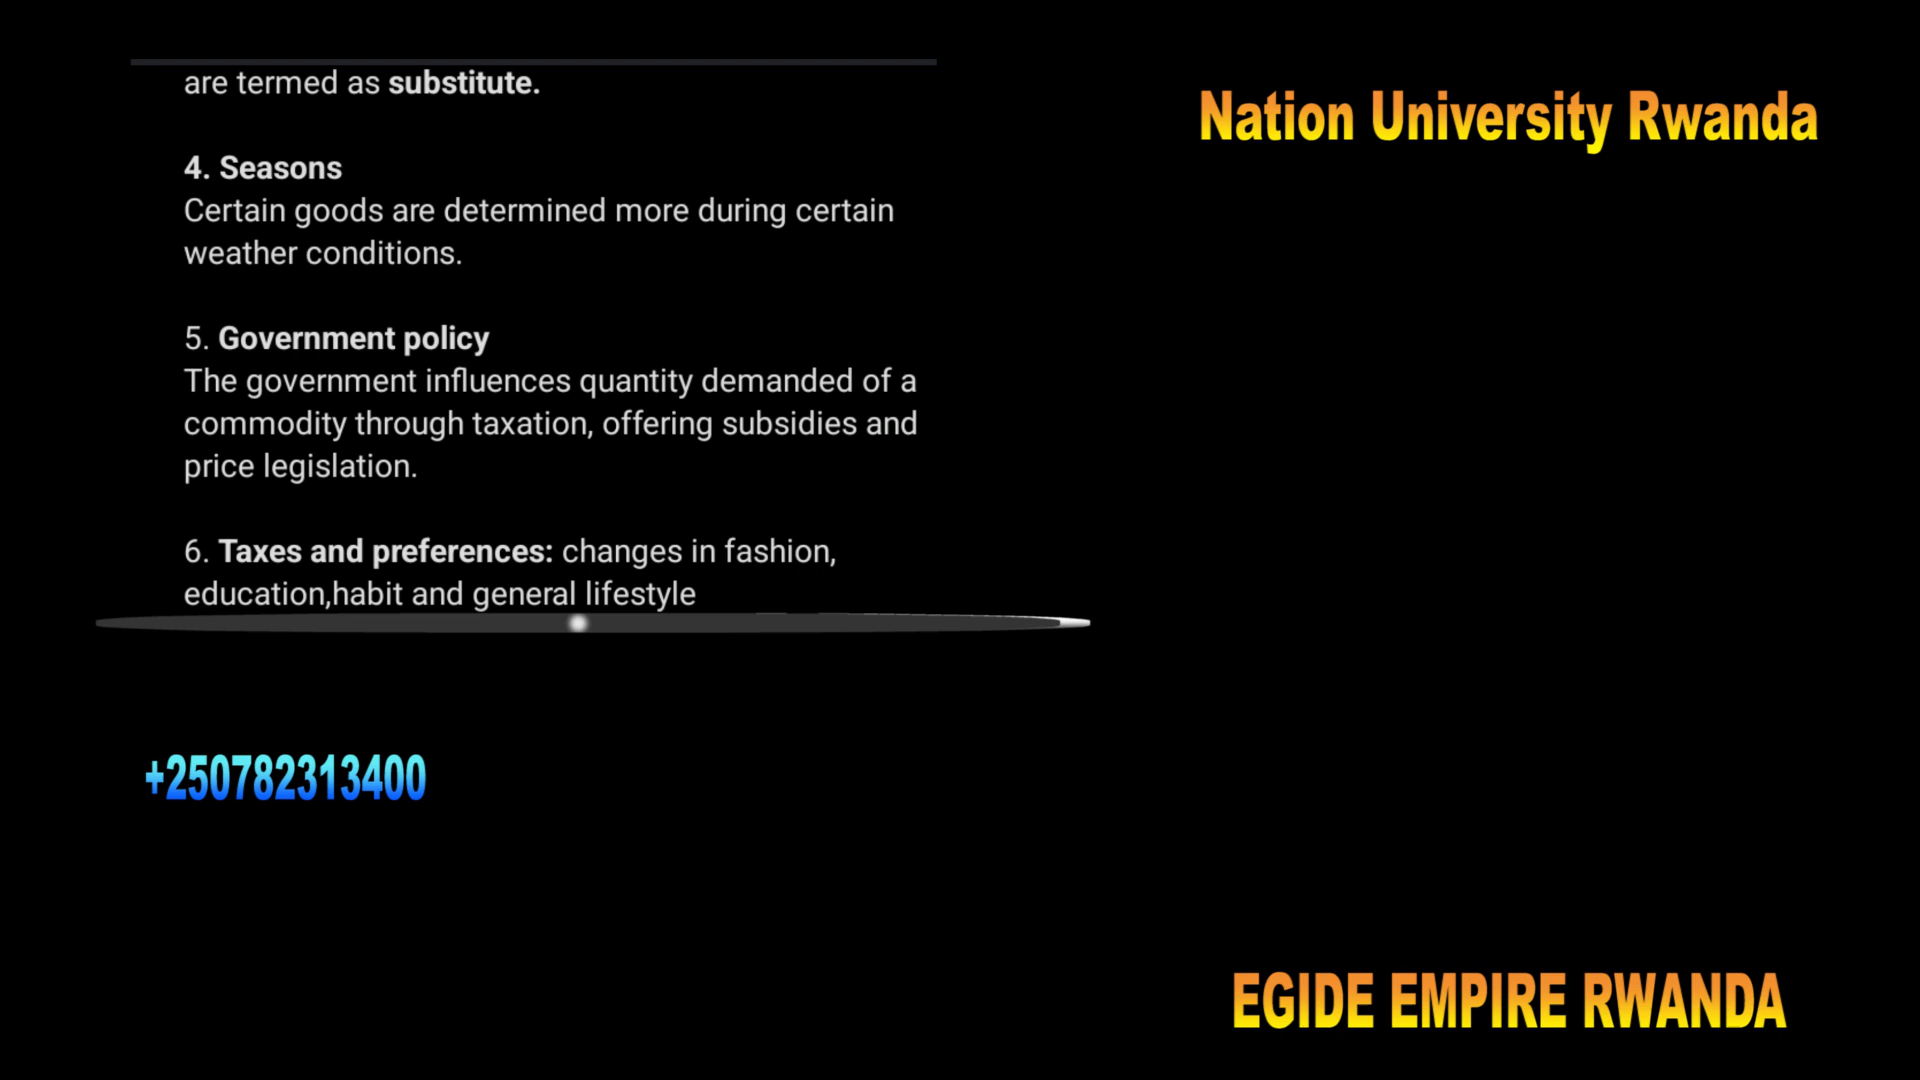 are termed as substitute.
Nation University Rwanda
4. Seasons
Certain goods are determined more during certain
weather conditions.
5. Government policy
The government influences quantity demanded of a
commodity through taxation, offering subsidies and
price legislation.
6. Taxes and preferences: changes in fashion,
education,habit and general lifestyle
+250782313400
EGIDE EMPIRE RWANDA